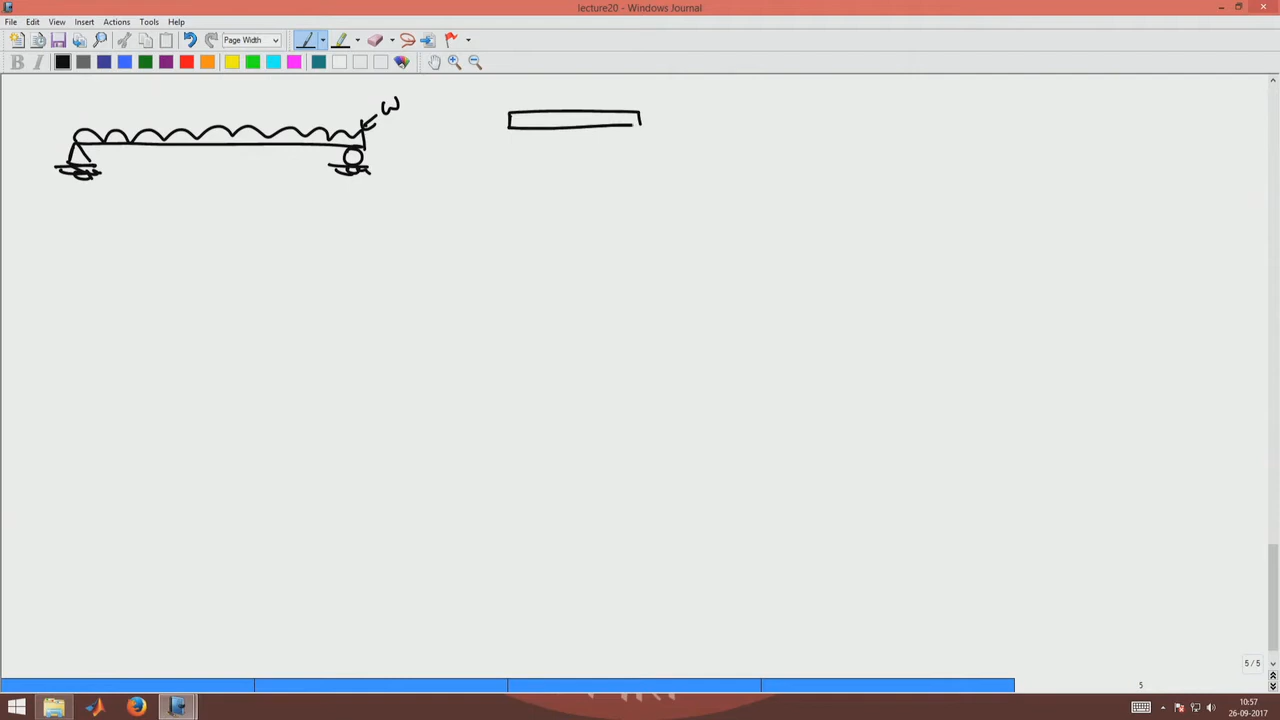 lecture20 - Windows Journal
File Edit View Insert Actions Tools Help
Page Width
B I
W
5 / 5
5
10:57
26-09-2017